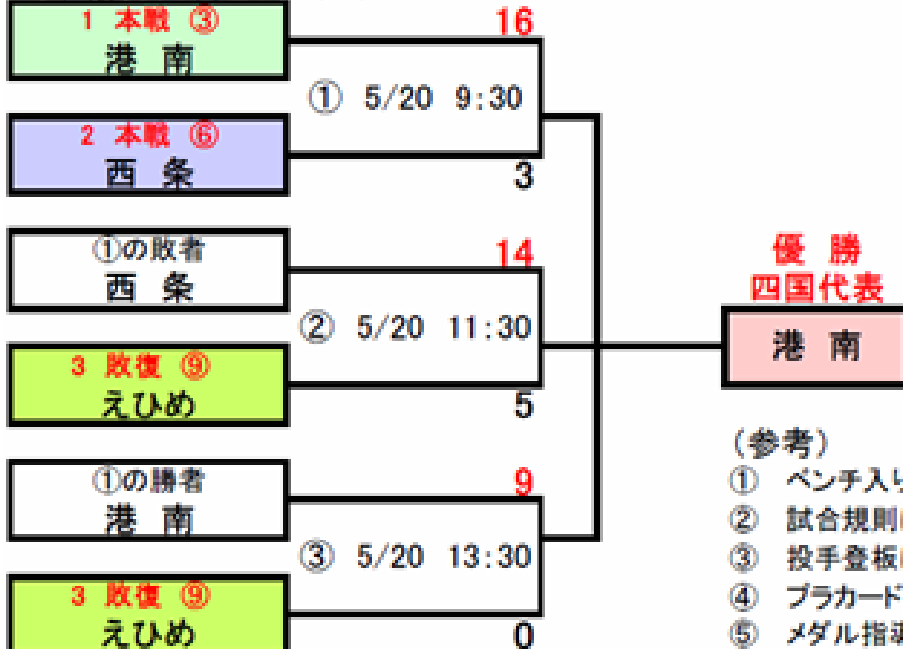 1 本戦 ③
港 南
16
① 5/20 9:30
2 本戦 ⑥
西 条
3
①の敗者
西 条
14
② 5/20 11:30
3 敗復 ⑨
えひめ
5
①の勝者
港 南
9
③ 5/20 13:30
3 敗復 ⑨
えひめ
0
優 勝
四国代表
港 南
(参考)
① ベンチ入り
② 試合規則
③ 投手登板
④ プラカード
⑤ メダル指導